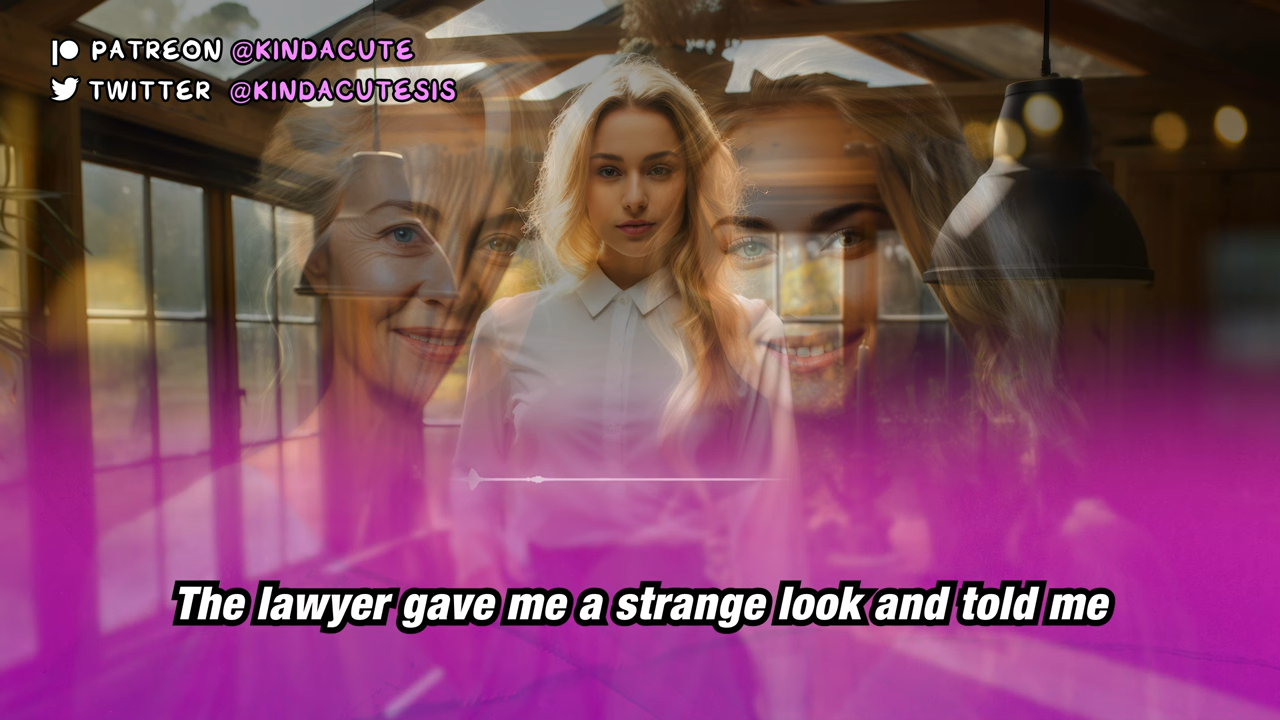 PATREON @KINDACUTE
TWITTER @KINDACUTESIS
The lawyer gave me a strange look and told me